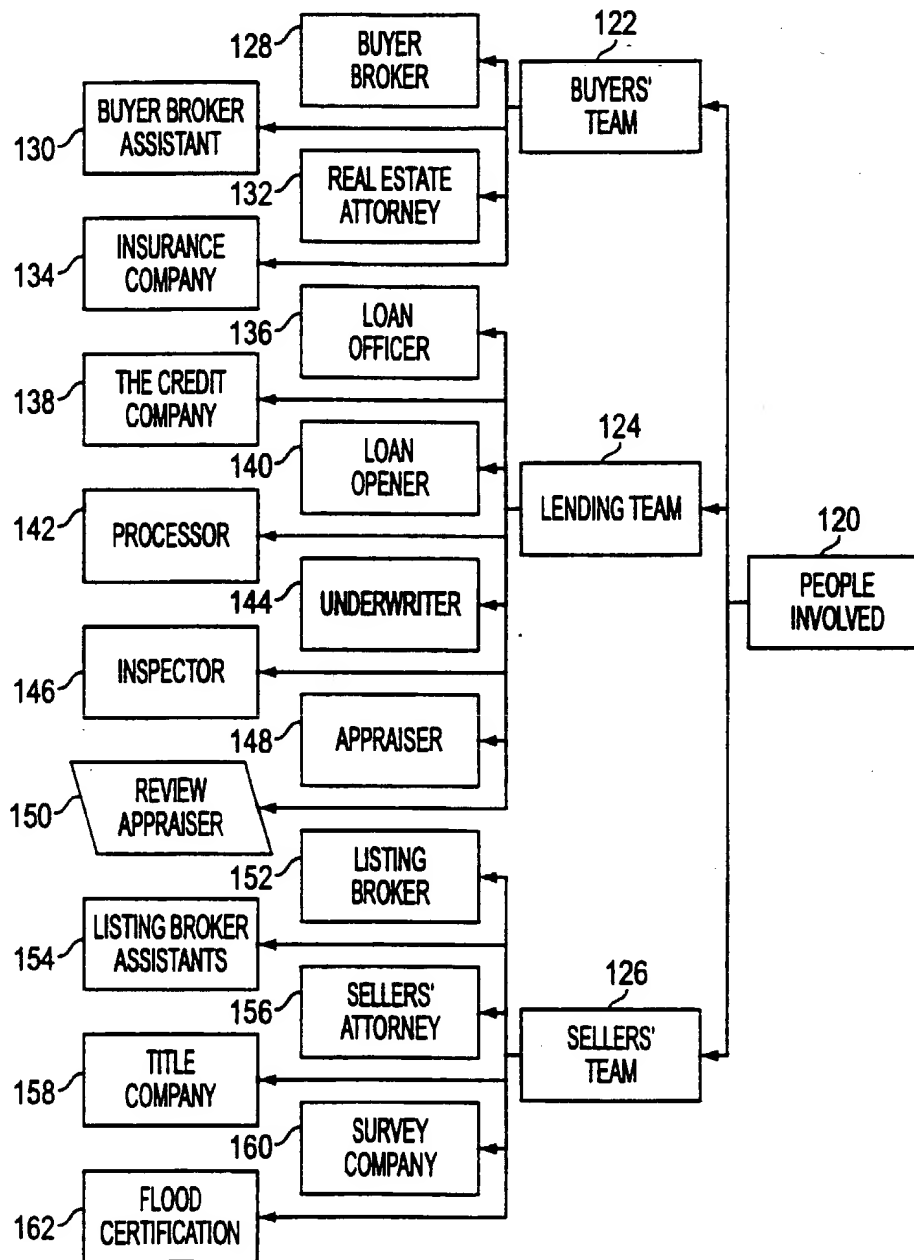 128
BUYER
BROKER
122
BUYERS'
TEAM
130
BUYER BROKER
ASSISTANT
132
REAL ESTATE
ATTORNEY
134
INSURANCE
COMPANY
136
LOAN
OFFICER
138
THE CREDIT
COMPANY
140
LOAN
OPENER
124
LENDING TEAM
142
PROCESSOR
120
PEOPLE
INVOLVED
144
UNDERWRITER
146
INSPECTOR
148
APPRAISER
150
REVIEW
APPRAISER
152
LISTING
BROKER
154
LISTING BROKER
ASSISTANTS
156
SELLERS'
ATTORNEY
126
SELLERS'
TEAM
158
TITLE
COMPANY
160
SURVEY
COMPANY
162
FLOOD
CERTIFICATION